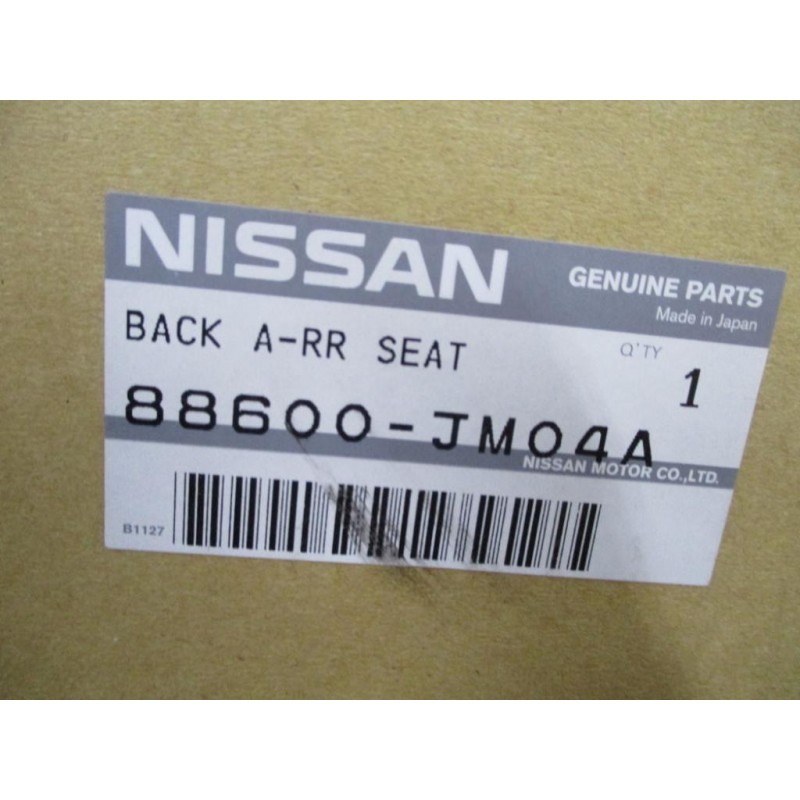 NISSAN
GENUINE PARTS
Made in Japan
BACK A-RR SEAT
Q'TY 1
88600-JM04A
NISSAN MOTOR CO.,LTD.
B1127